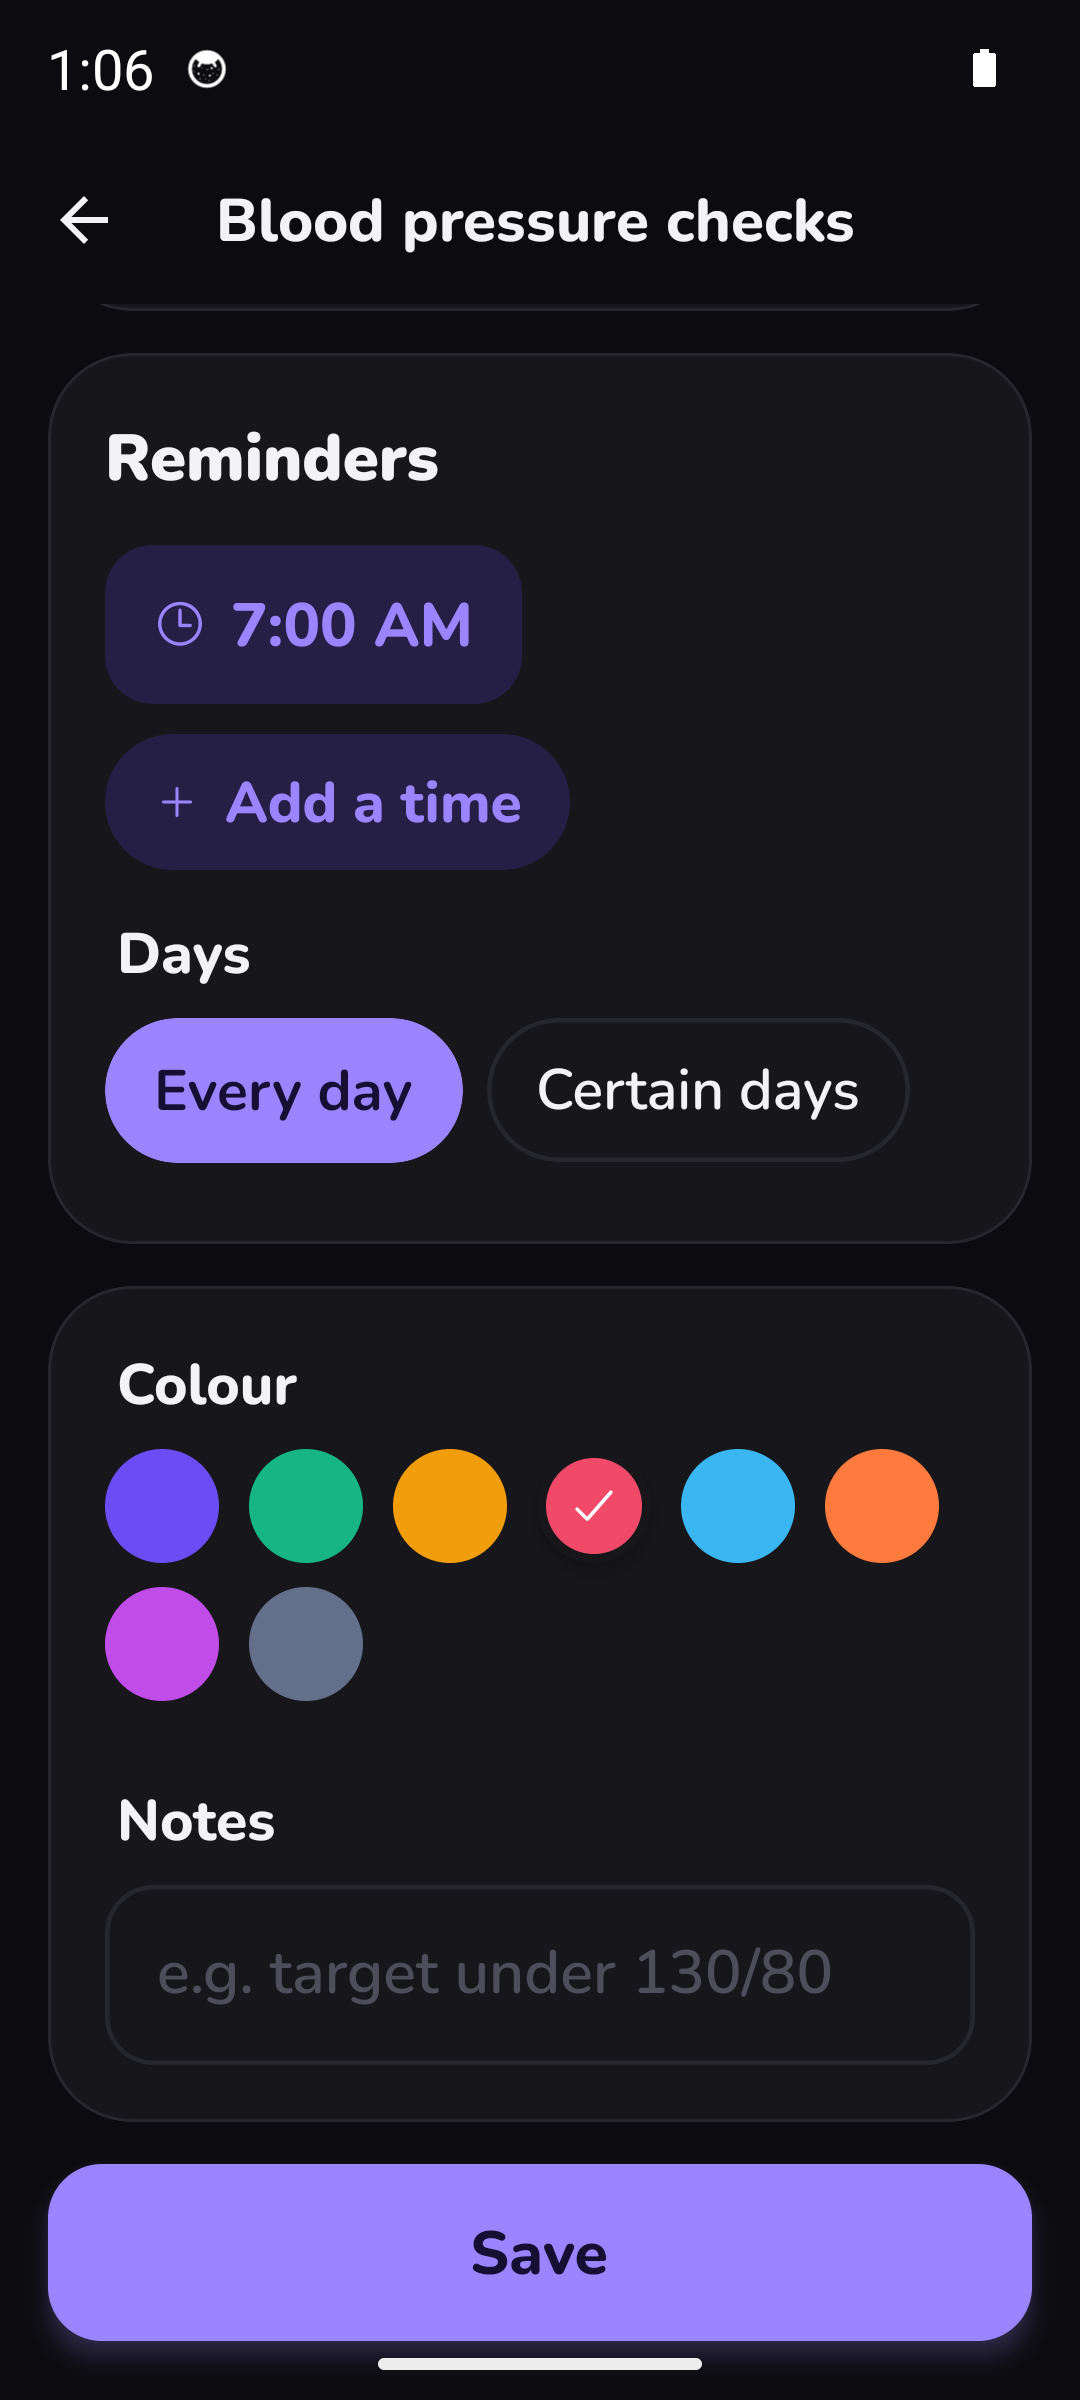 1:06
Blood pressure checks
Reminders
7:00 AM
Add a time
Days
Every day
Certain days
Colour
Notes
e.g. target under 130/80
Save